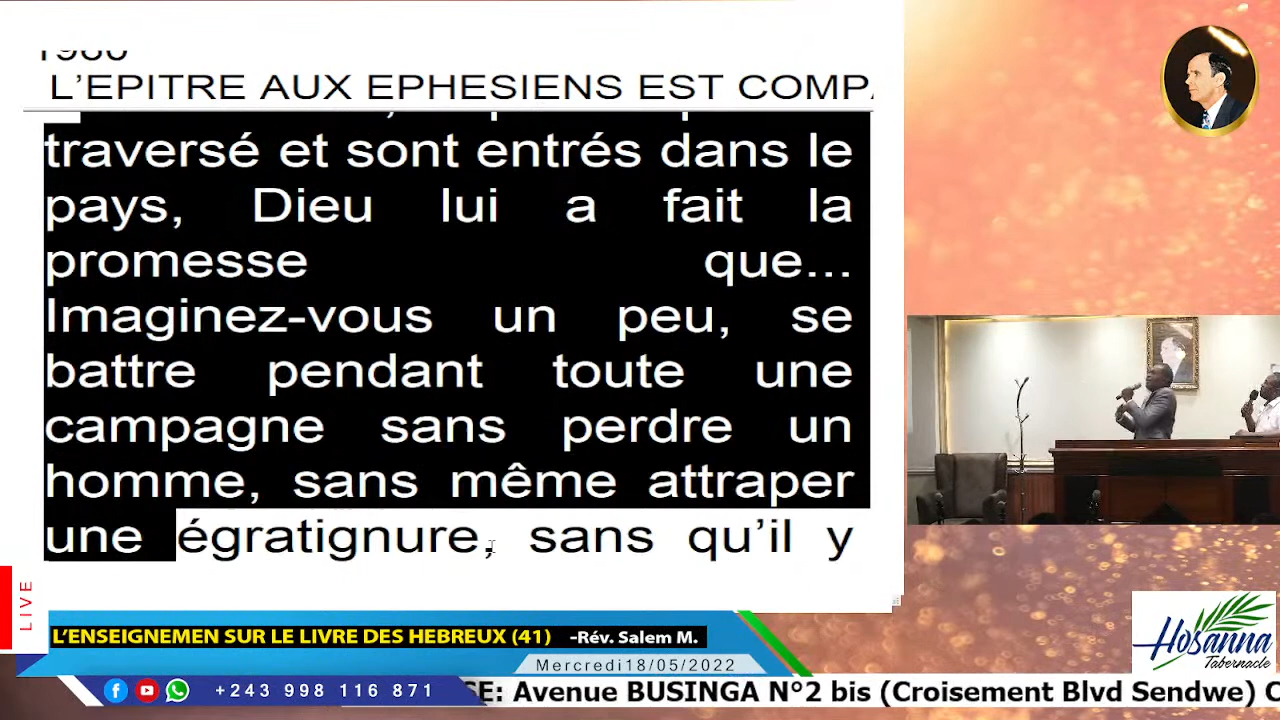 1960
L'EPITRE AUX EPHESIENS EST COMPA
traversé et sont entrés dans le
pays, Dieu lui a fait la
promesse que...
Imaginez-vous un peu, se
battre pendant toute une
campagne sans perdre un
homme, sans même attraper
une égratignure, sans qu'il y
LIVE
L'ENSEIGNEMEN SUR LE LIVRE DES HEBREUX (41) -Rév. Salem M.
Mercredi18/05/2022
+243 998 116 871
SE: Avenue BUSINGA N°2 bis (Croisement Blvd Sendwe) C
Hosanna
Tabernacle